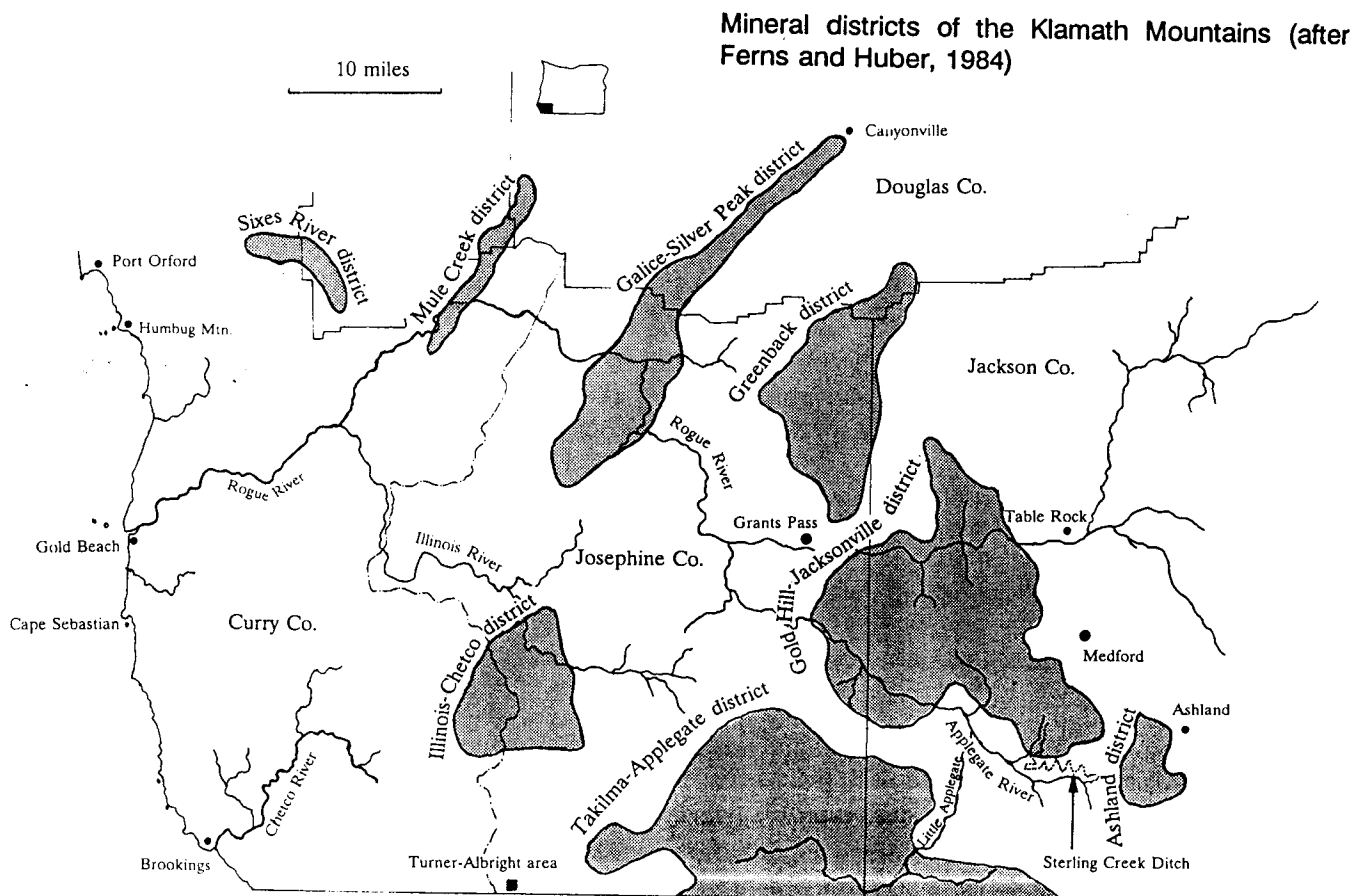 Mineral districts of the Klamath Mountains (after
Ferns and Huber, 1984)
10 miles
Canyonville
Douglas Co.
Galice-Silver Peak district
Mule Creek district
Sixes River district
Port Orford
Humbug Mtn.
Greenback district
Jackson Co.
Rogue River
Rogue River
Gold Hill-Jacksonville district
Table Rock
Grants Pass
Gold Beach
Illinois River
Josephine Co.
Cape Sebastian
Curry Co.
Illinois-Chetco district
Medford
Takilma-Applegate district
Ashland
Ashland district
Applegate River
Little Applegate
Chetco River
Brookings
Turner-Albright area
Sterling Creek Ditch